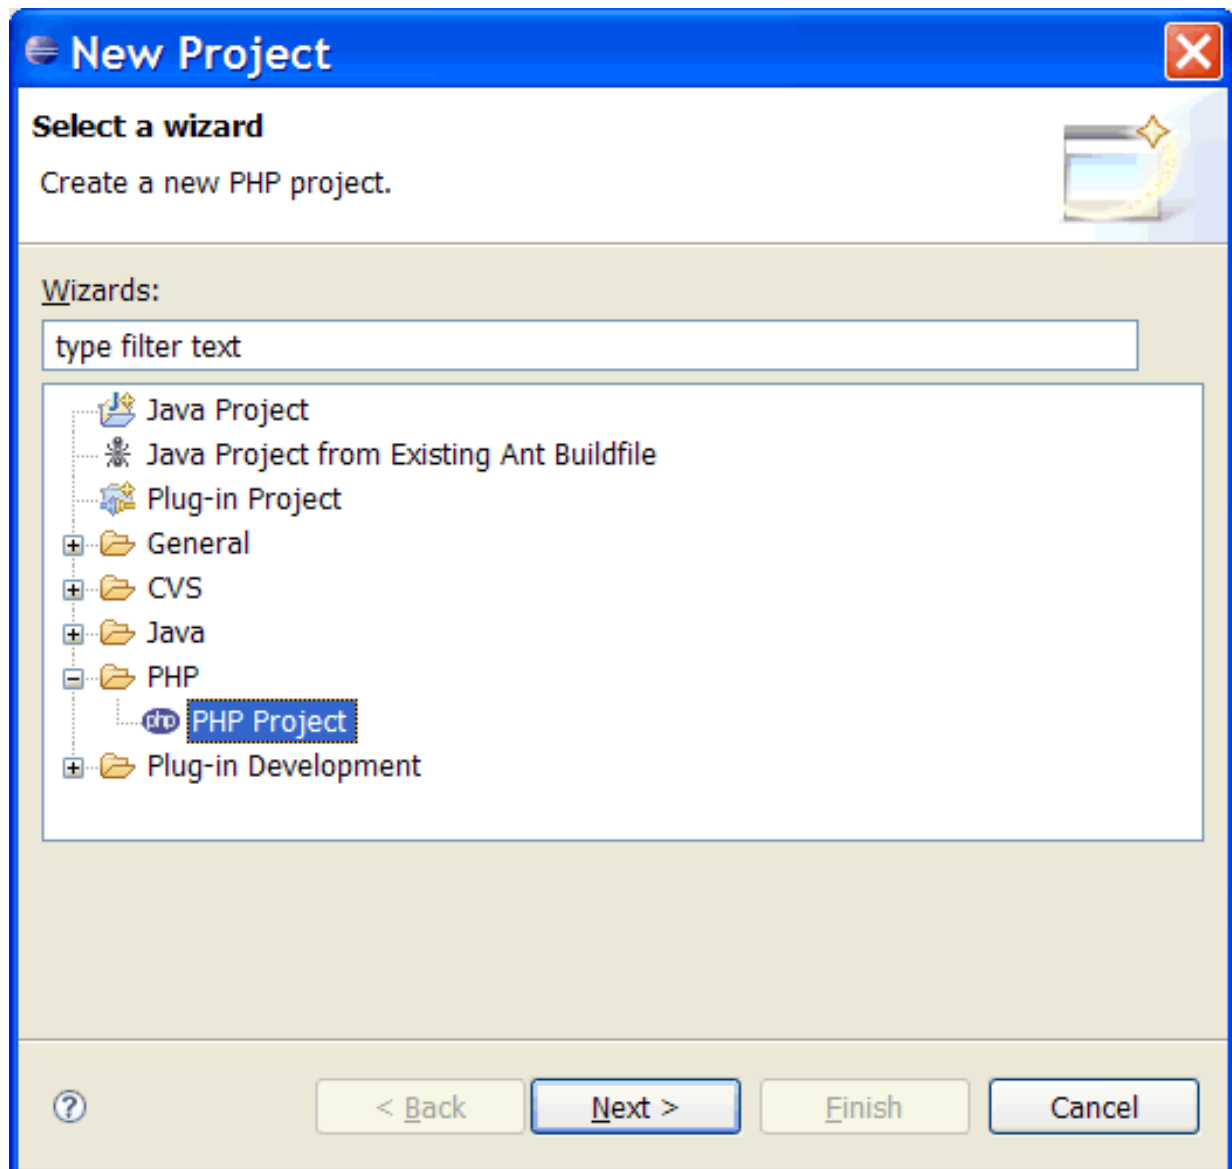 New Project
Select a wizard
Create a new PHP project.
Wizards:
type filter text
Java Project
Java Project from Existing Ant Buildfile
Plug-in Project
General
CVS
Java
PHP
php PHP Project
Plug-in Development
? < Back Next > Finish Cancel